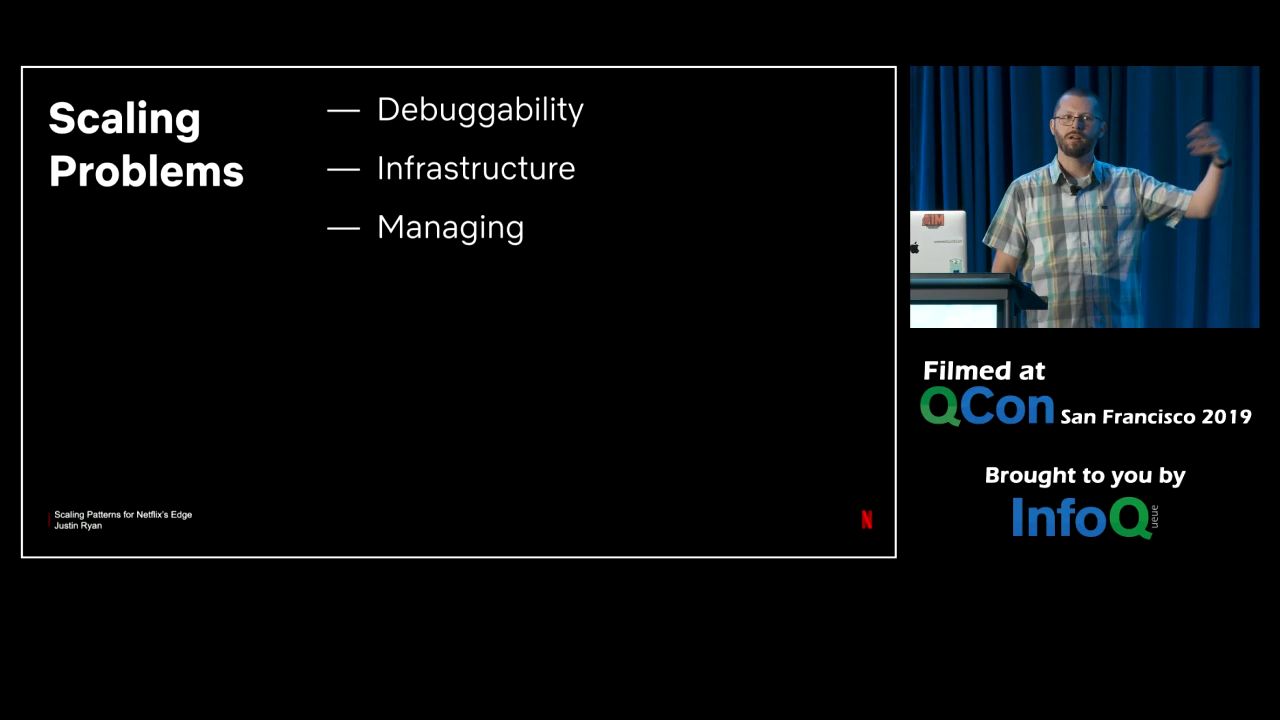 Scaling
Problems
— Debuggability
— Infrastructure
— Managing
Scaling Patterns for Netflix's Edge
Justin Ryan
N
Filmed at
QCon San Francisco 2019
Brought to you by
InfoQ
ueue